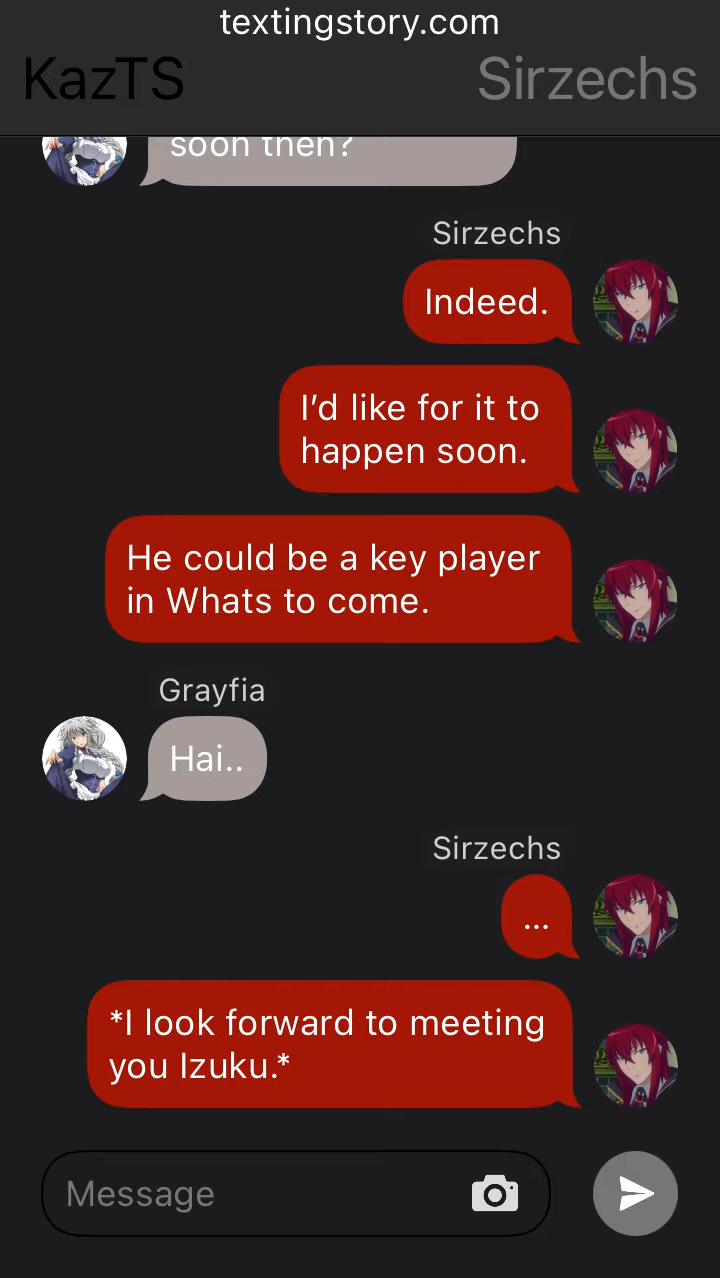 textingstory.com
KazTS
Sirzechs
soon then?
Sirzechs
Indeed.
I’d like for it to
happen soon.
He could be a key player
in Whats to come.
Grayfia
Hai..
Sirzechs
...
*I look forward to meeting
you Izuku.*
Message